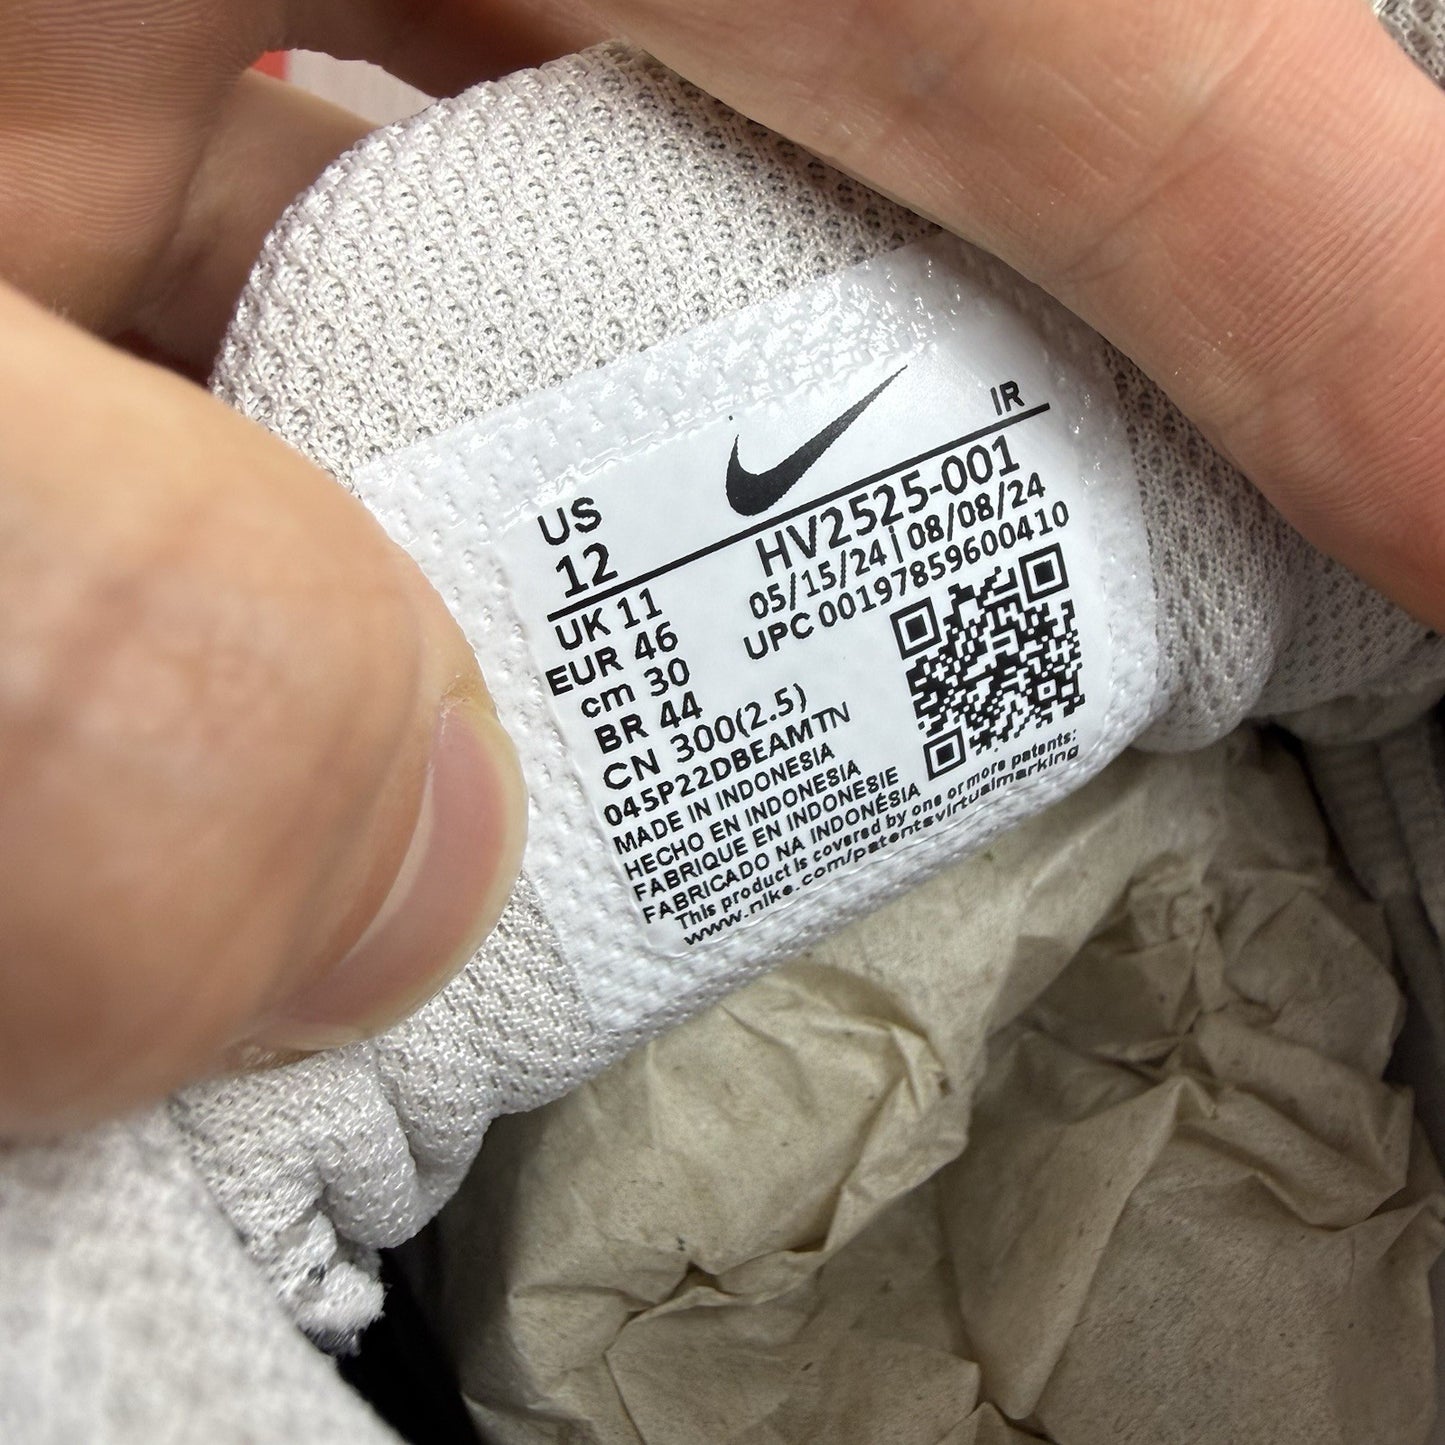 IR
US
12
HV2525-001
05/15/24 | 08/08/24
UPC 00197859600410
UK 11
EUR 46
cm 30
BR 44
CN 300(2.5)
045P22DBEAMTN
MADE IN INDONESIA
HECHO EN INDONESIA
FABRIQUE EN INDONESIE
FABRICADO NA INDONÉSIA
This product is covered by one or more patents:
www.nike.com/patentsvirtualmarking